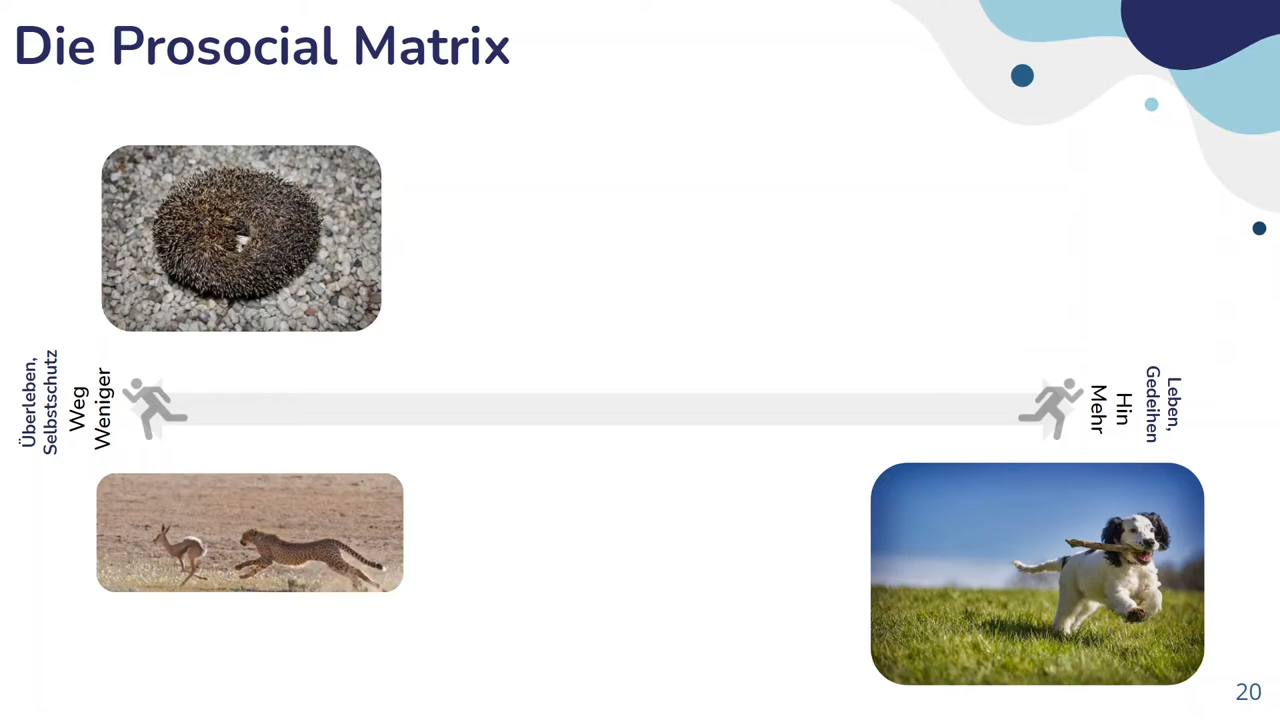 Die Prosocial Matrix
Überleben,
Selbstschutz
Weg
Weniger
Mehr
Hin
Gedeihen
Leben,
20